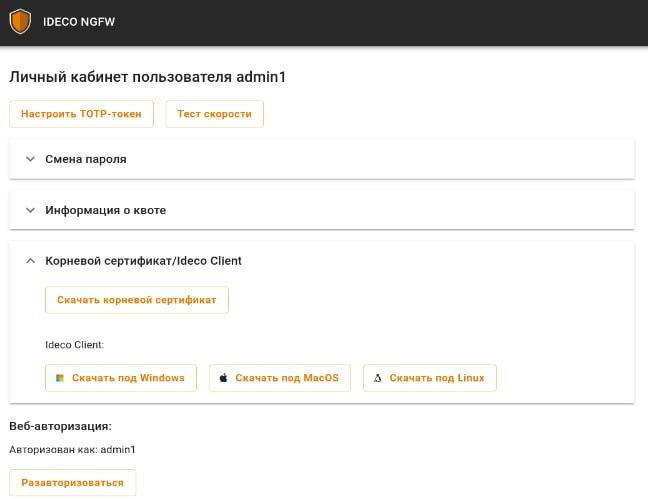 IDECO NGFW
Личный кабинет пользователя admin1
Настроить TOTP-токен Тест скорости
Смена пароля
Информация о квоте
Корневой сертификат/Ideco Client
Скачать корневой сертификат
Ideco Client:
Скачать под Windows Скачать под MacOS Скачать под Linux
Веб-авторизация:
Авторизован как: admin1
Разавторизоваться